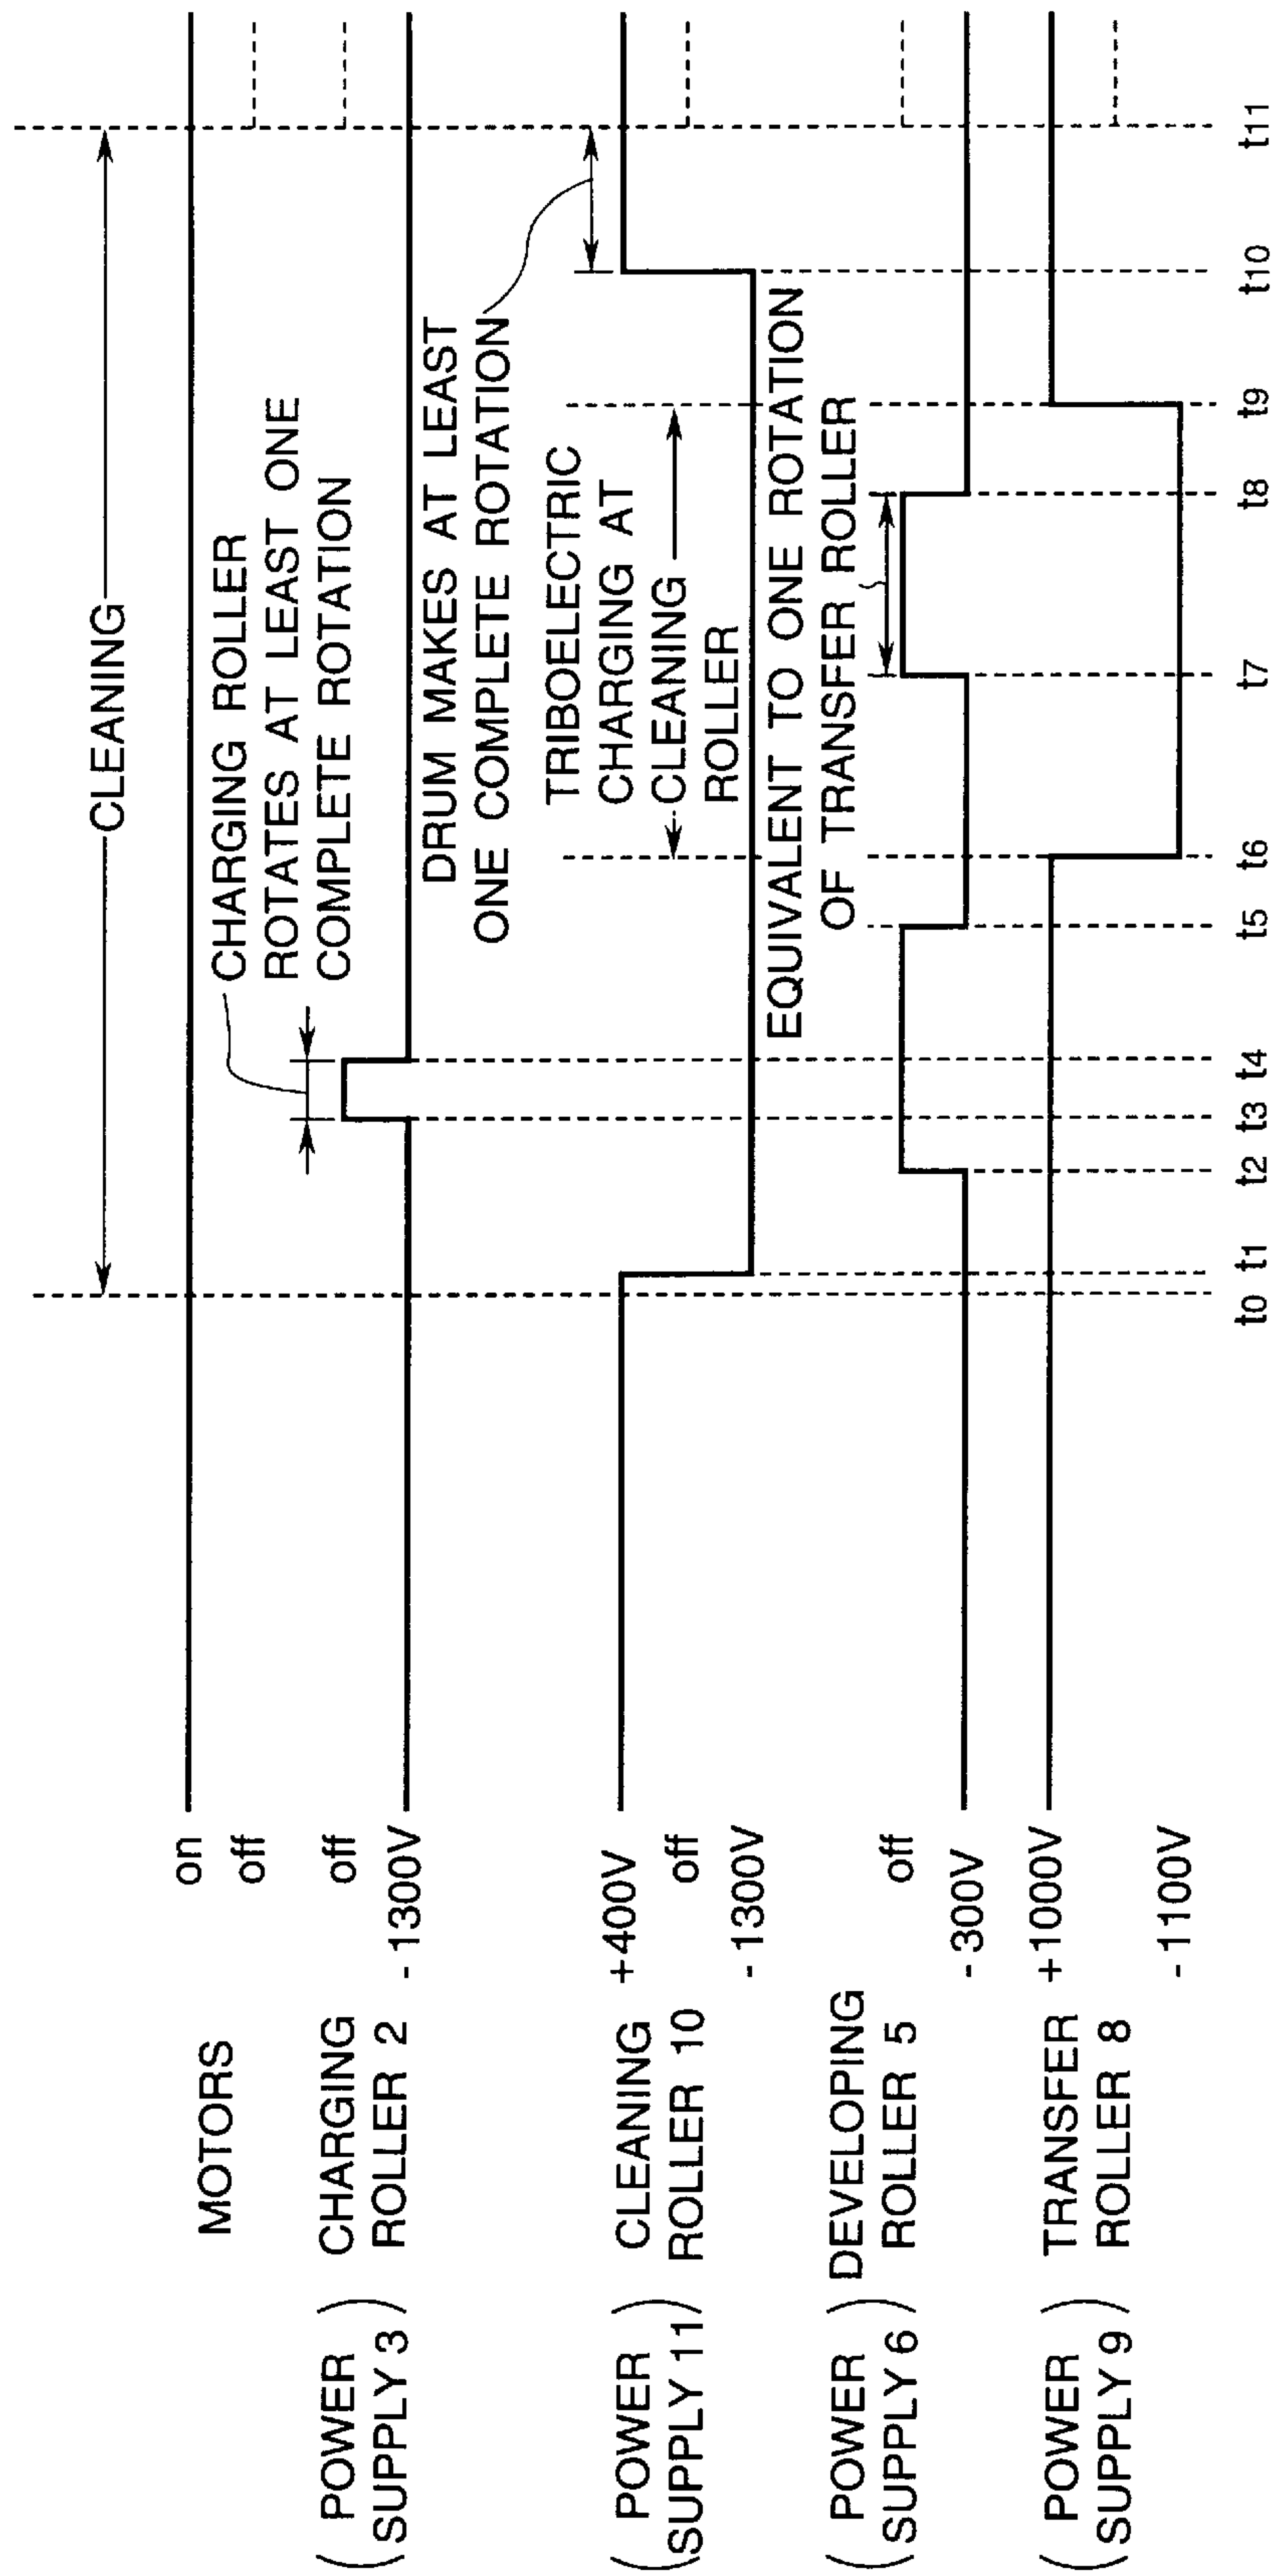 CLEANING
CHARGING ROLLER
ROTATES AT LEAST ONE
COMPLETE ROTATION
DRUM MAKES AT LEAST
ONE COMPLETE ROTATION
TRIBOELECTRIC
CHARGING AT
CLEANING
ROLLER
EQUIVALENT TO ONE ROTATION
OF TRANSFER ROLLER
MOTORS
on
off
(POWER SUPPLY 3)
CHARGING
ROLLER 2
off
- 1300V
(POWER SUPPLY 11)
CLEANING
ROLLER 10
+400V
off
- 1300V
(POWER SUPPLY 6)
DEVELOPING
ROLLER 5
off
- 300V
(POWER SUPPLY 9)
TRANSFER
ROLLER 8
+1000V
- 1100V
t0 t1 t2 t3 t4 t5 t6 t7 t8 t9 t10 t11